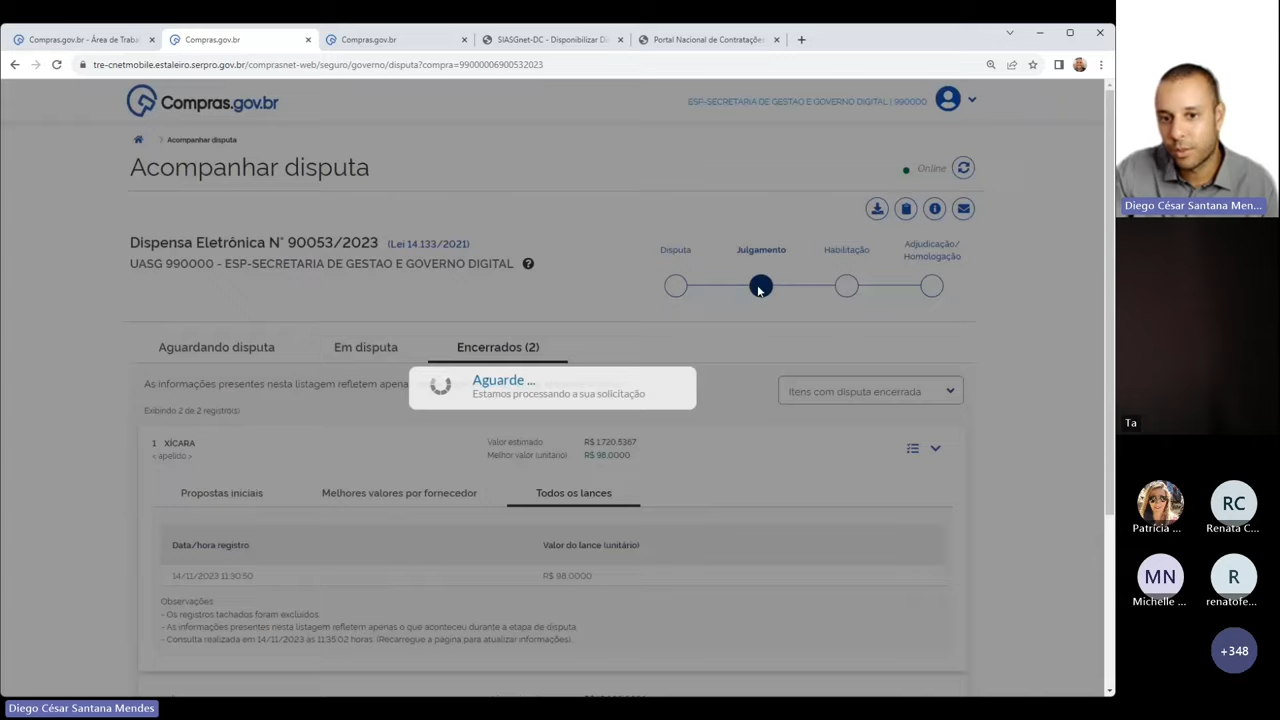 Compras.gov.br - Área de Traba
Compras.gov.br
Compras.gov.br
SIASGnet-DC - Disponibilizar Di
Portal Nacional de Contrataçõe
tre-cnetmobile.estaleiro.serpro.gov.br/comprasnet-web/seguro/governo/disputa?compra=99000006900532023
Compras.gov.br
ESP-SECRETARIA DE GESTAO E GOVERNO DIGITAL | 990000
Acompanhar disputa
Acompanhar disputa
Online
Dispensa Eletrônica N° 90053/2023 (Lei 14.133/2021)
UASG 990000 - ESP-SECRETARIA DE GESTAO E GOVERNO DIGITAL
Disputa
Julgamento
Habilitação
Adjudicação/
Homologação
Aguardando disputa
Em disputa
Encerrados (2)
As informações presentes nesta listagem refletem apenas
Itens com disputa encerrada
Exibindo 2 de 2 registro(s)
Aguarde ...
Estamos processando a sua solicitação
1 XÍCARA
< apelido >
Valor estimado R$ 1.720,5367
Melhor valor (unitário) R$ 98,0000
Propostas iniciais
Melhores valores por fornecedor
Todos os lances
Data/hora registro
Valor do lance (unitário)
14/11/2023 11:30:50
R$ 98,0000
Observações:
- Os registros tachados foram excluídos.
- As informações presentes nesta listagem refletem apenas o que aconteceu durante a etapa de disputa.
- Consulta realizada em 14/11/2023 às 11:35:02 horas. (Recarregue a página para atualizar informações).
Diego César Santana Men...
Ta
Patrícia ...
RC
Renata C...
MN
Michelle ...
R
renatofe...
+348
Diego César Santana Mendes